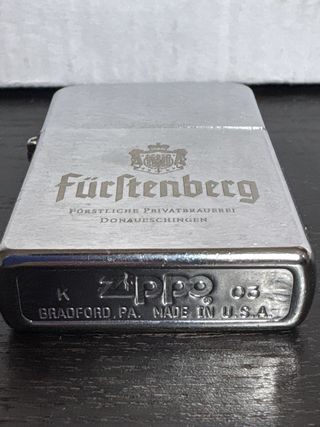 Fürstenberg
Fürstliche Privatbrauerei
Donaueschingen
K Zippo 05
BRADFORD, PA. MADE IN U.S.A.